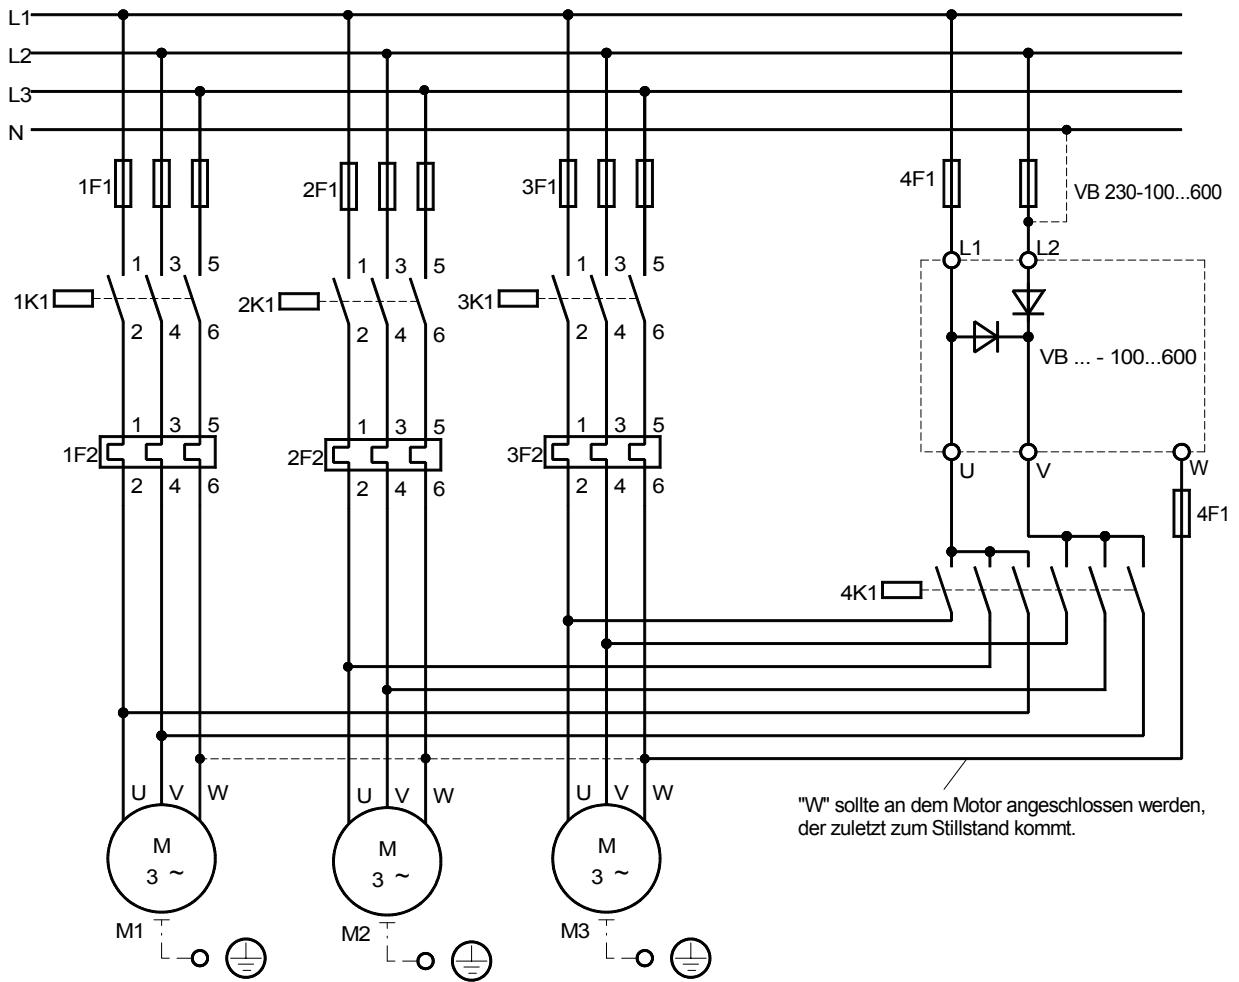 L1
L2
L3
N
1F1
2F1
3F1
4F1
VB 230-100...600
1 3 5
1 3 5
1 3 5
L1 L2
1K1
2K1
3K1
2 4 6
2 4 6
2 4 6
VB ... - 100...600
1 3 5
1 3 5
1 3 5
1F2
2F2
3F2
2 4 6
2 4 6
2 4 6
U V W
4F1
4K1
U V W
U V W
U V W
"W" sollte an dem Motor angeschlossen werden,
der zuletzt zum Stillstand kommt.
M
3 ~
M
3 ~
M
3 ~
M1
M2
M3